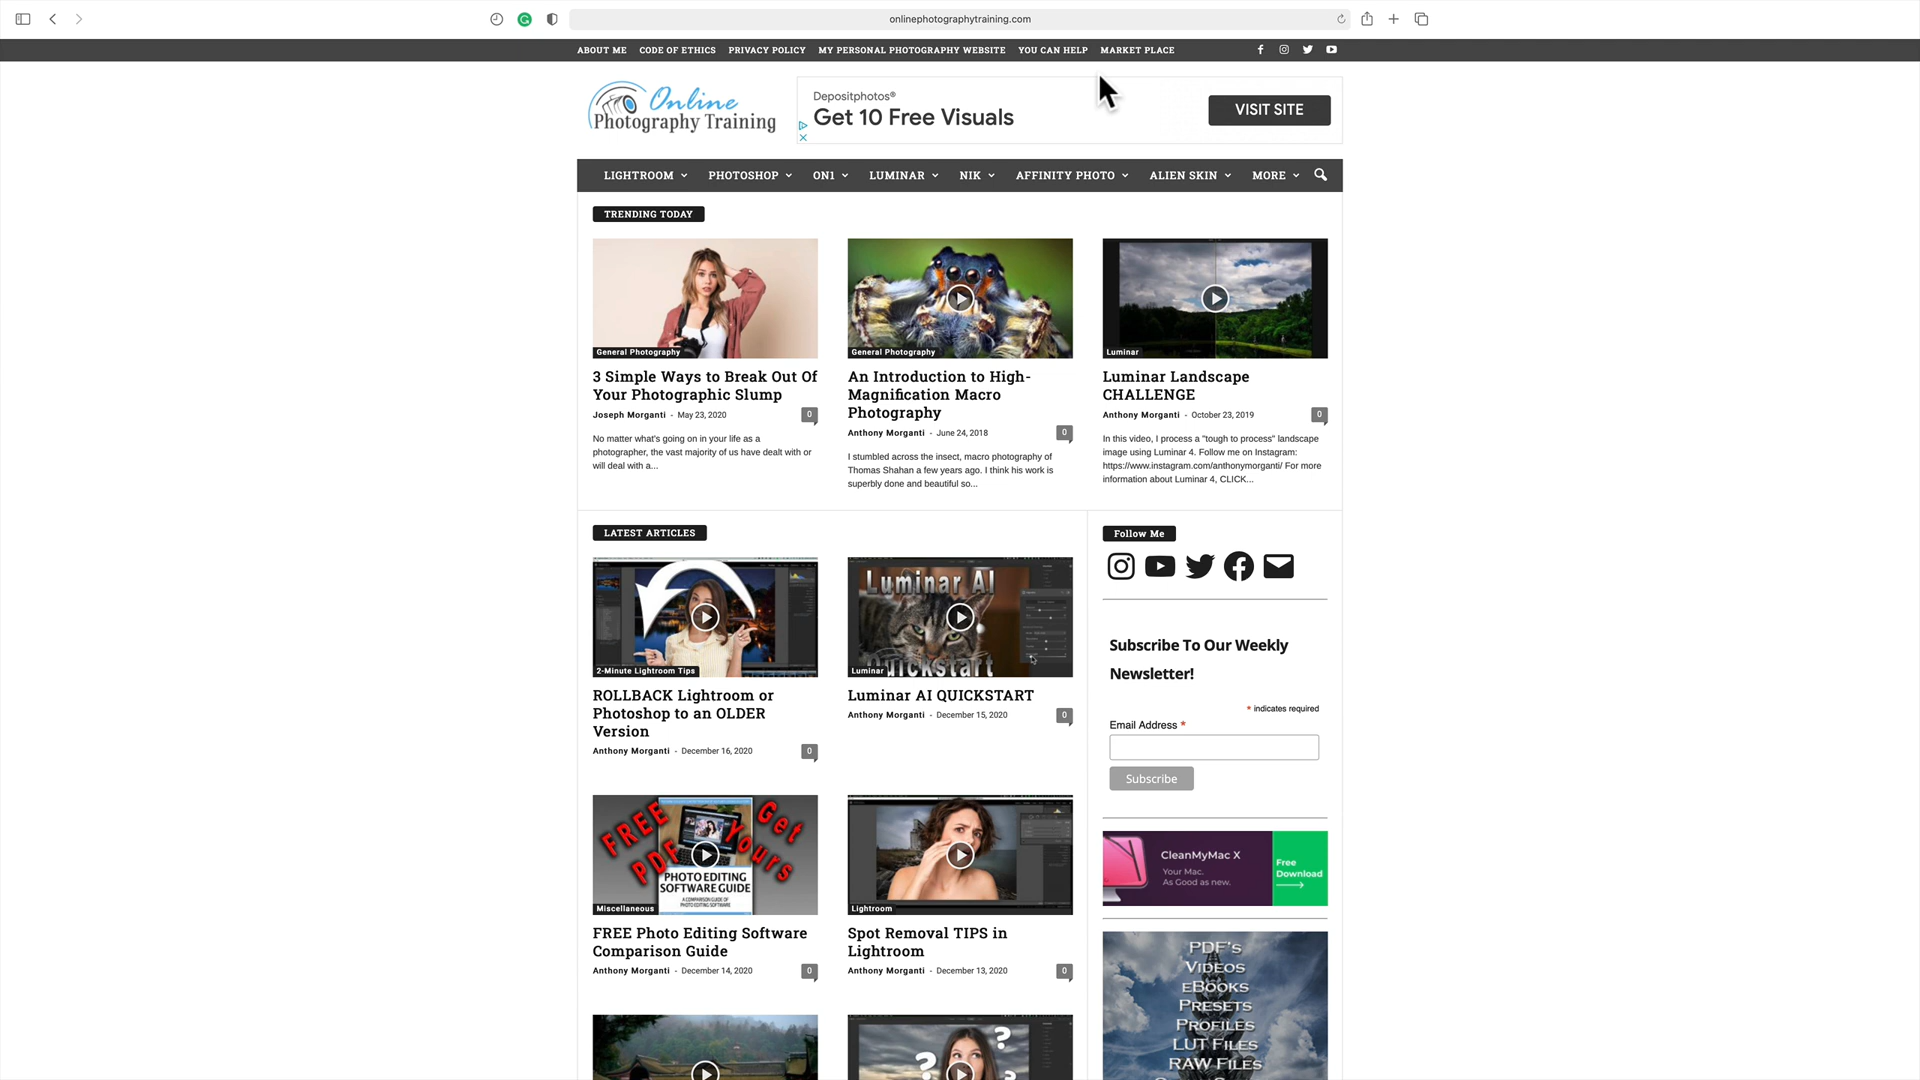 onlinephotographytraining.com
ABOUT ME CODE OF ETHICS PRIVACY POLICY MY PERSONAL PHOTOGRAPHY WEBSITE YOU CAN HELP MARKET PLACE
Online
Photography Training
Depositphotos®
Get 10 Free Visuals
VISIT SITE
LIGHTROOM PHOTOSHOP ON1 LUMINAR NIK AFFINITY PHOTO ALIEN SKIN MORE
TRENDING TODAY
General Photography
3 Simple Ways to Break Out Of
Your Photographic Slump
Joseph Morganti - May 23, 2020 0
No matter what's going on in your life as a
photographer, the vast majority of us have dealt with or
will deal with a...
General Photography
An Introduction to High-
Magnification Macro
Photography
Anthony Morganti - June 24, 2018 0
I stumbled across the insect, macro photography of
Thomas Shahan a few years ago. I think his work is
superbly done and beautiful so...
Luminar
Luminar Landscape
CHALLENGE
Anthony Morganti - October 23, 2019 0
In this video, I process a "tough to process" landscape
image using Luminar 4. Follow me on Instagram:
https://www.instagram.com/anthonymorganti/ For more
information about Luminar 4, CLICK...
LATEST ARTICLES
2-Minute Lightroom Tips
ROLLBACK Lightroom or
Photoshop to an OLDER
Version
Anthony Morganti - December 16, 2020 0
Luminar AI
Quickstart
Luminar
Luminar AI QUICKSTART
Anthony Morganti - December 15, 2020 0
FREE PDF
Get Yours
PHOTO EDITING
SOFTWARE GUIDE
A COMPARISON GUIDE OF
PHOTO EDITING SOFTWARE
Miscellaneous
FREE Photo Editing Software
Comparison Guide
Anthony Morganti - December 14, 2020 0
Lightroom
Spot Removal TIPS in
Lightroom
Anthony Morganti - December 13, 2020 0
? ?
Follow Me
Subscribe To Our Weekly
Newsletter!
* indicates required
Email Address *
Subscribe
CleanMyMac X
Your Mac.
As Good as new.
Free
Download
PDF's
Videos
eBooks
Presets
Profiles
LUT Files
RAW Files